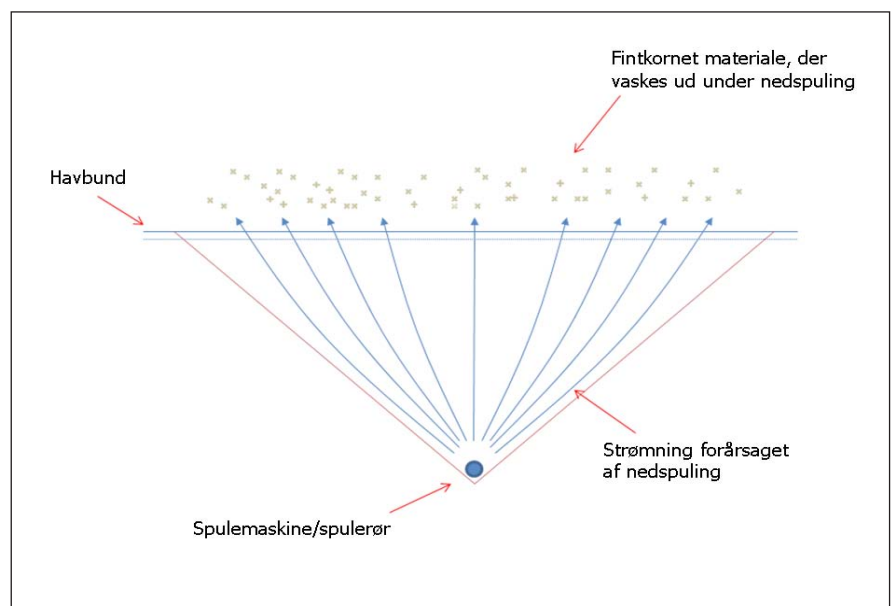 Fintkornet materiale, der
vaskes ud under nedspuling
Havbund
Strømning forårsaget
af nedspuling
Spulemaskine/spulerør